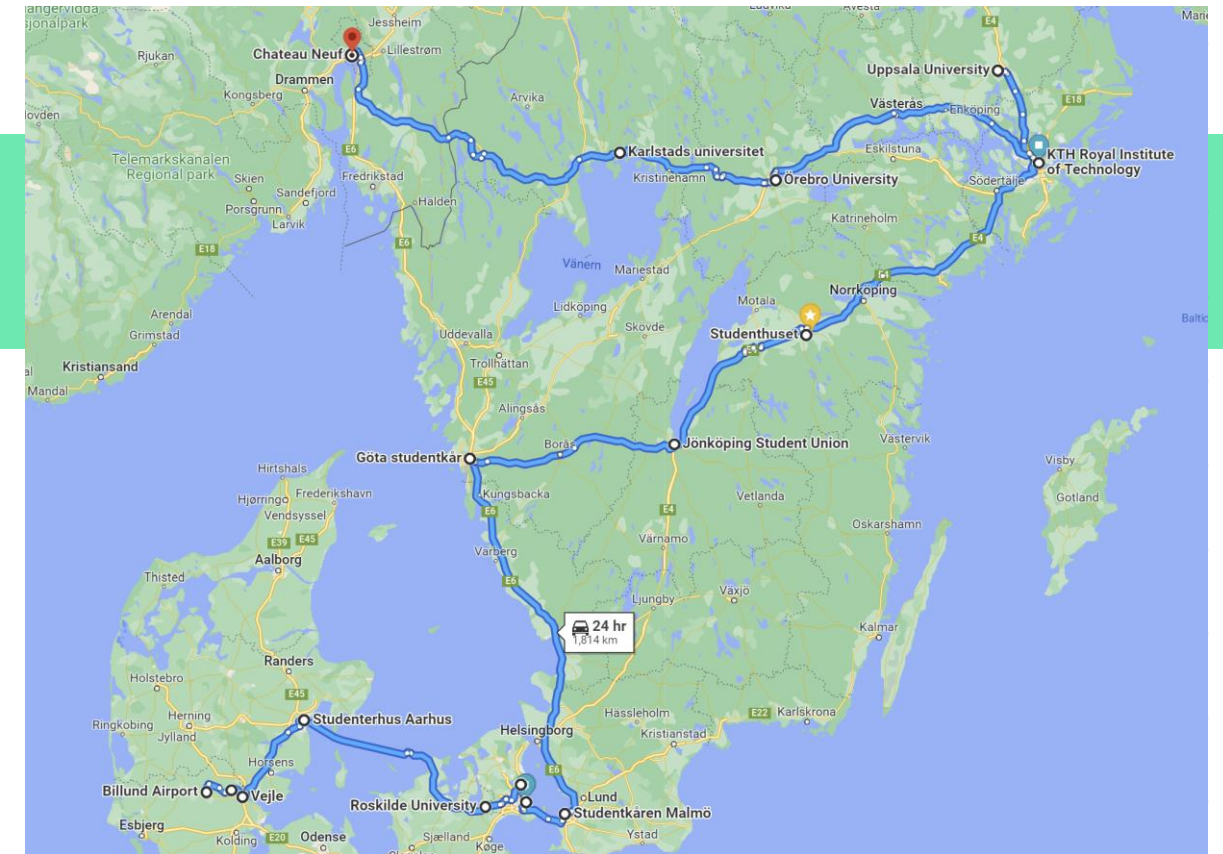 Jessheim
E4
Rjukan
Chateau Neuf
Lillestrøm
Uppsala University
Drammen
Kongsberg
Arvika
Västerås
Enköping
E18
Telemarkskanalen
Regional park
E6
Karlstads universitet
Eskilstuna
KTH Royal Institute
of Technology
Skien
Fredrikstad
Kristinehamn
Örebro University
Södertälje
Sandefjord
Porsgrunn
Halden
Larvik
Katrineholm
E18
E6
E4
Vänern
Mariestad
E4
Norrköping
Motala
Arendal
Lidköping
Grimstad
Skövde
Studenthuset
Uddevalla
Trollhättan
Kristiansand
E45
Mandal
Alingsås
Borås
Jönköping Student Union
Västervik
Göta studentkår
Hirtshals
Visby
Hjørring
Frederikshavn
Kungsbacka
Vetlanda
Gotland
Vendsyssel
E6
E4
Oskarshamn
E39
E45
Värnamo
Aalborg
Varberg
Thisted
E6
Växjö
Ljungby
24 hr
1,814 km
Kalmar
Randers
Holstebro
E45
Hässleholm
E22
Karlskrona
Herning
Studenterhus Aarhus
Ringkobing
Helsingborg
Kristianstad
Jylland
Horsens
E6
Billund Airport
Vejle
Roskilde University
Lund
Studentkåren Malmö
Esbjerg
Kolding
E20
Odense
Sjælland
Ystad
Køge